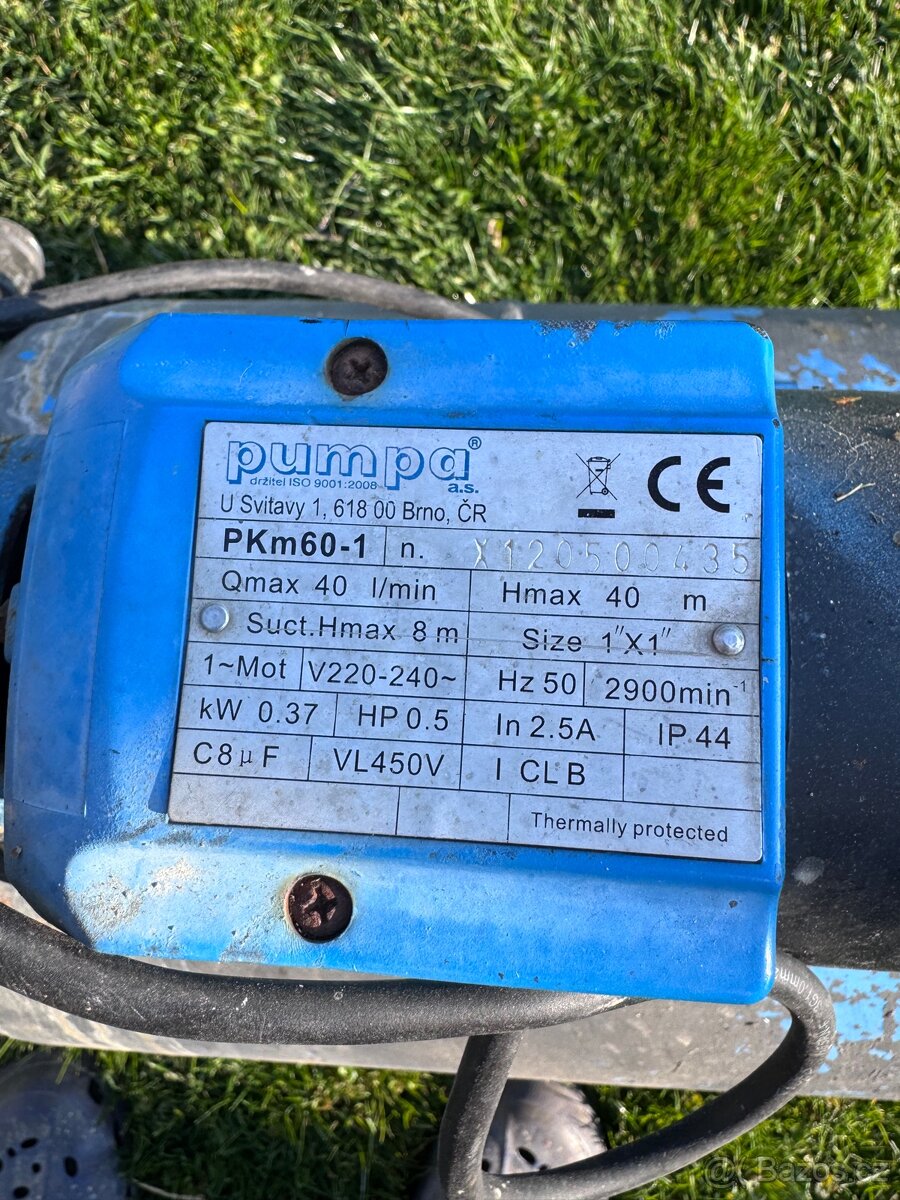 pumpa®
držitel ISO 9001:2008 a.s.
U Svitavy 1, 618 00 Brno, ČR
PKm60-1 n. X120500435
Qmax 40 l/min Hmax 40 m
Suct.Hmax 8 m Size 1"X1"
1~Mot V220-240~ Hz 50 2900min-1
kW 0.37 HP 0.5 In 2.5A IP 44
C8µF VL450V I CL B
Thermally protected
CE
Bazos.cz